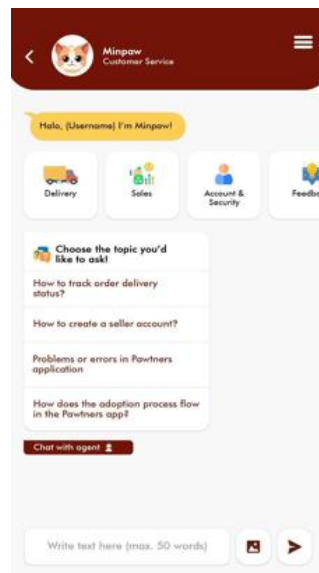 Minpaw
Customer Service
Halo, (Username) I'm Minpaw!
Delivery
Sales
Account &
Security
Feedba
Choose the topic you'd
like to ask!
How to track order delivery
status?
How to create a seller account?
Problems or errors in Pawtners
application
How does the adoption process flow
in the Pawtners app?
Chat with agent
Write text here (max. 50 words)